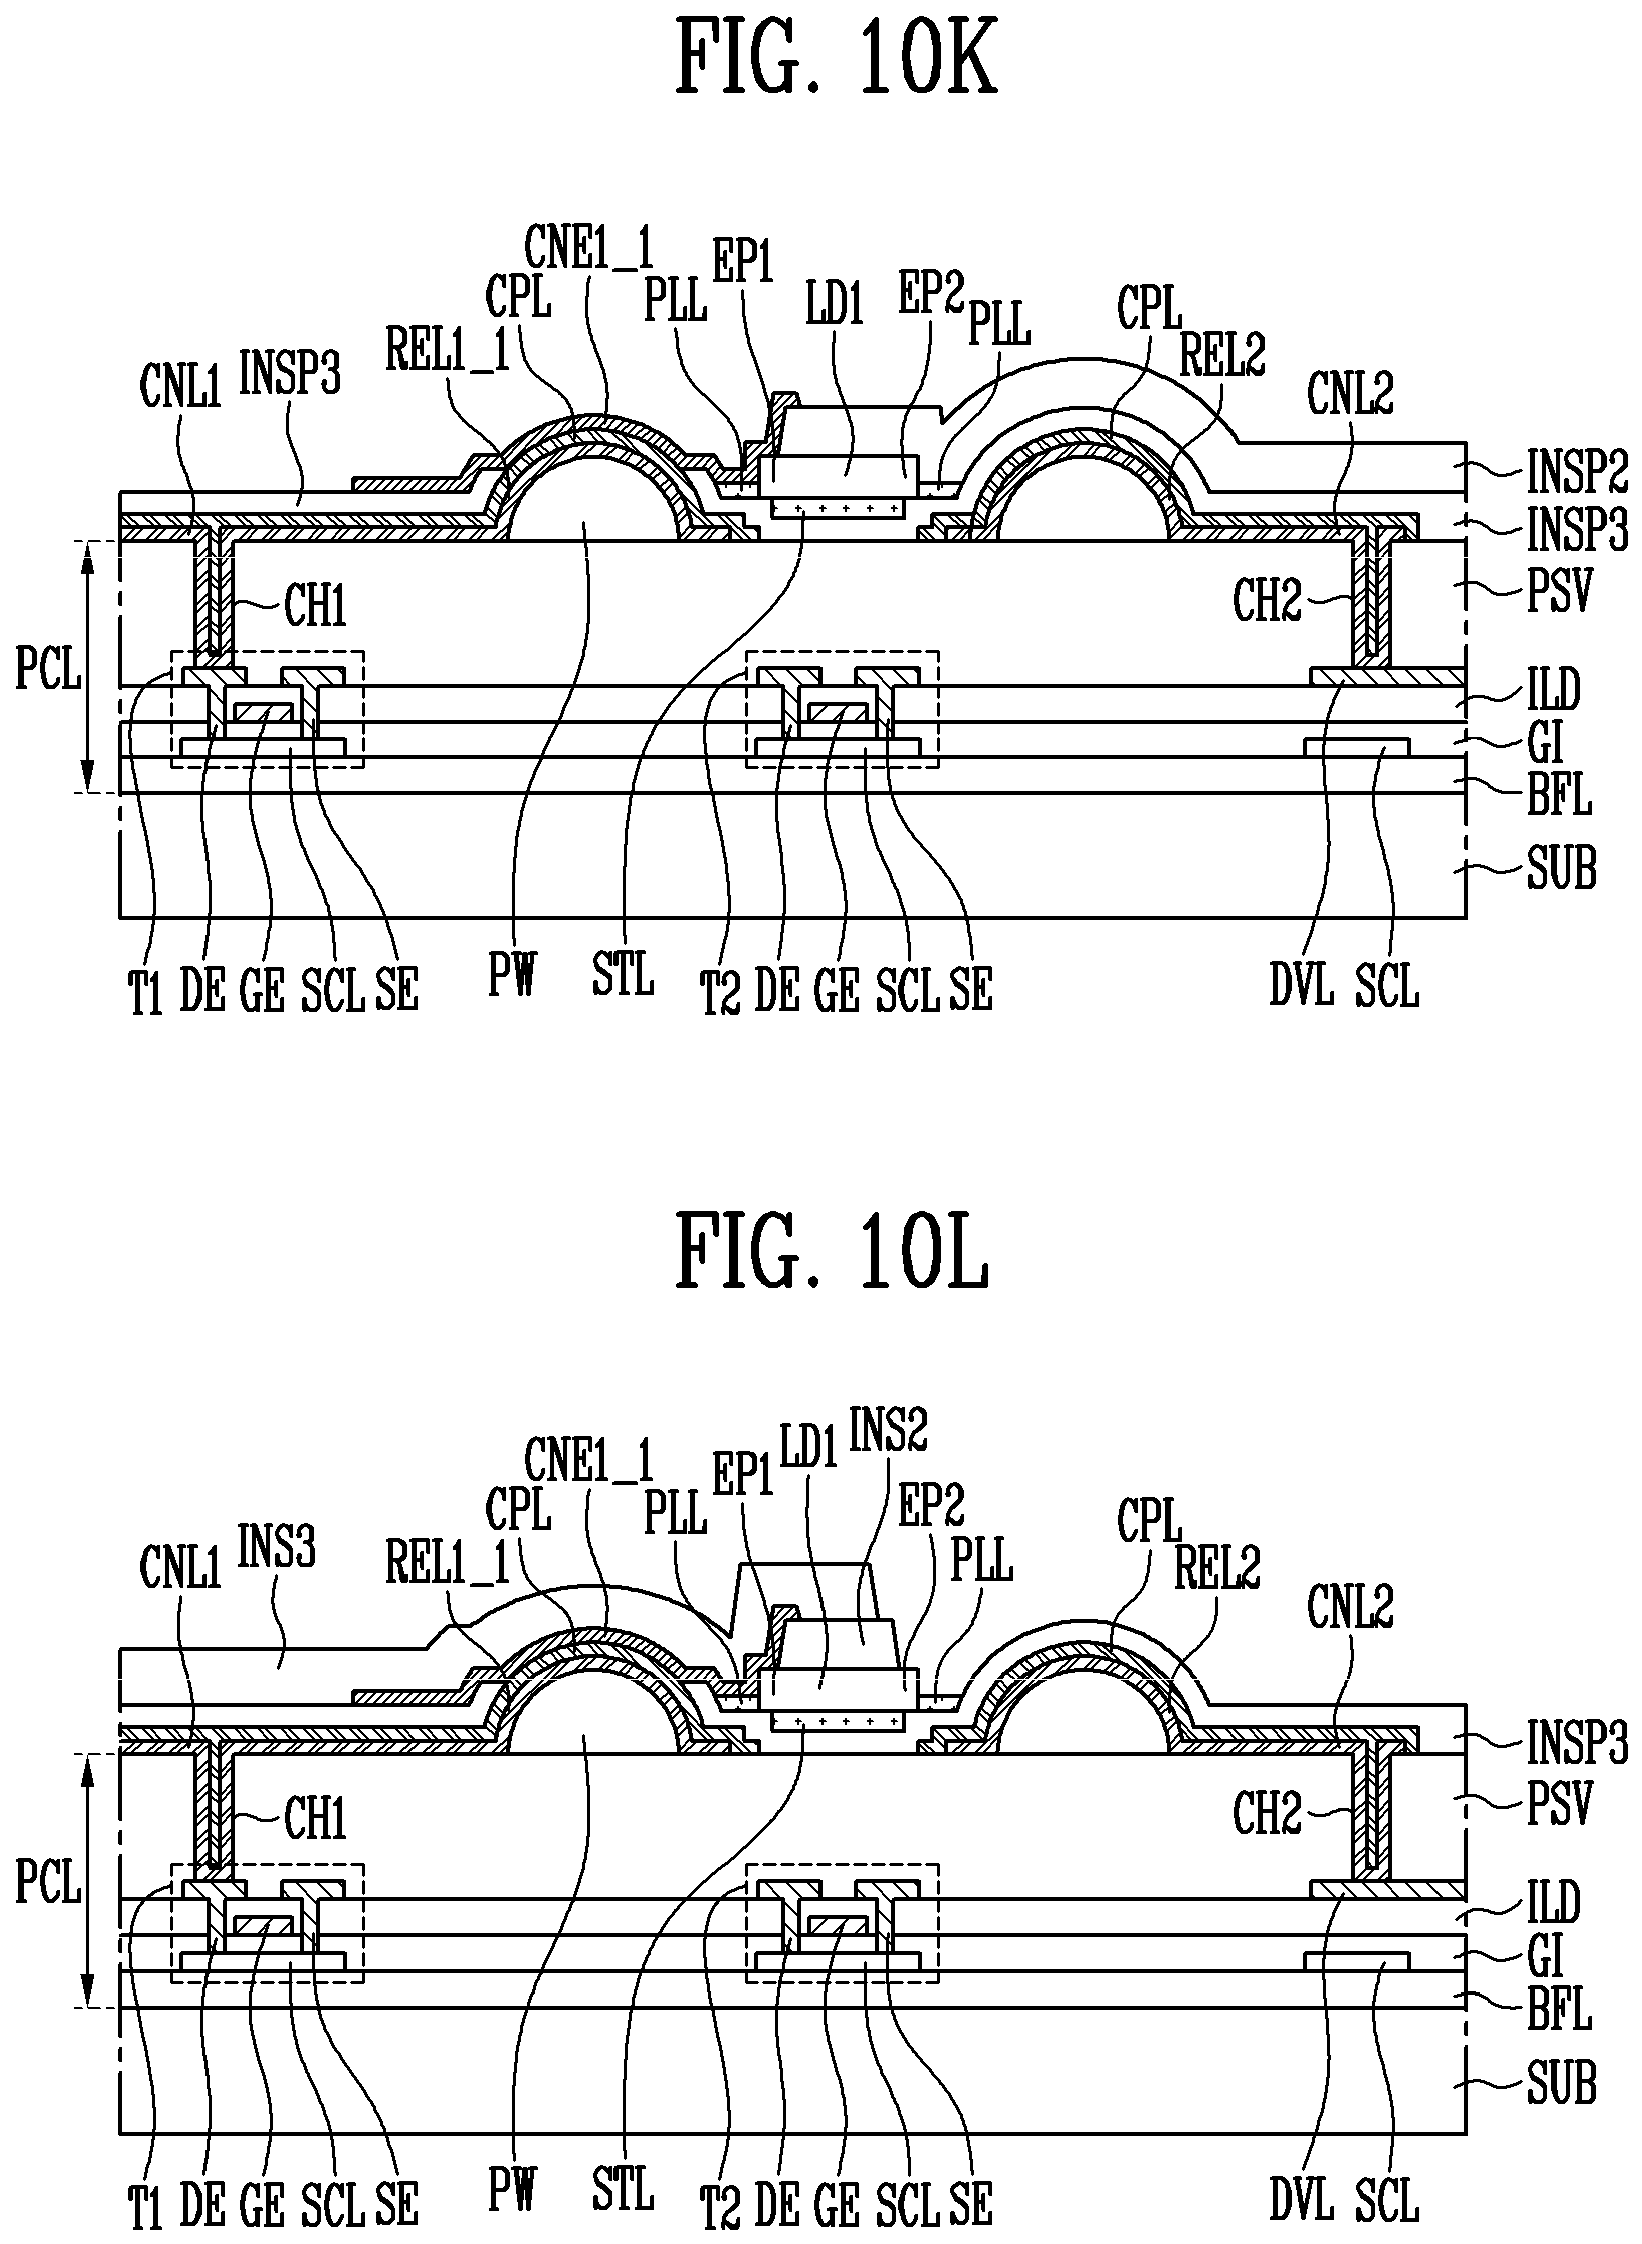 FIG. 10K
CNE1_1
EP1
CPL
PLL
LD1
EP2
PLL
CPL
REL1_1
REL2
CNL1
INSP3
CNL2
INSP2
INSP3
PSV
CH1
CH2
PCL
ILD
GI
BFL
SUB
T1 DE GE SCL SE
PW
STL
T2 DE GE SCL SE
DVL SCL
FIG. 10L
INS2
LD1
CNE1_1
EP1
CPL
PLL
EP2
CPL
INS3
CNL1
REL1_1
PLL
REL2
CNL2
INSP3
PSV
CH1
CH2
PCL
ILD
GI
BFL
SUB
T1 DE GE SCL SE
PW
STL
T2 DE GE SCL SE
DVL SCL